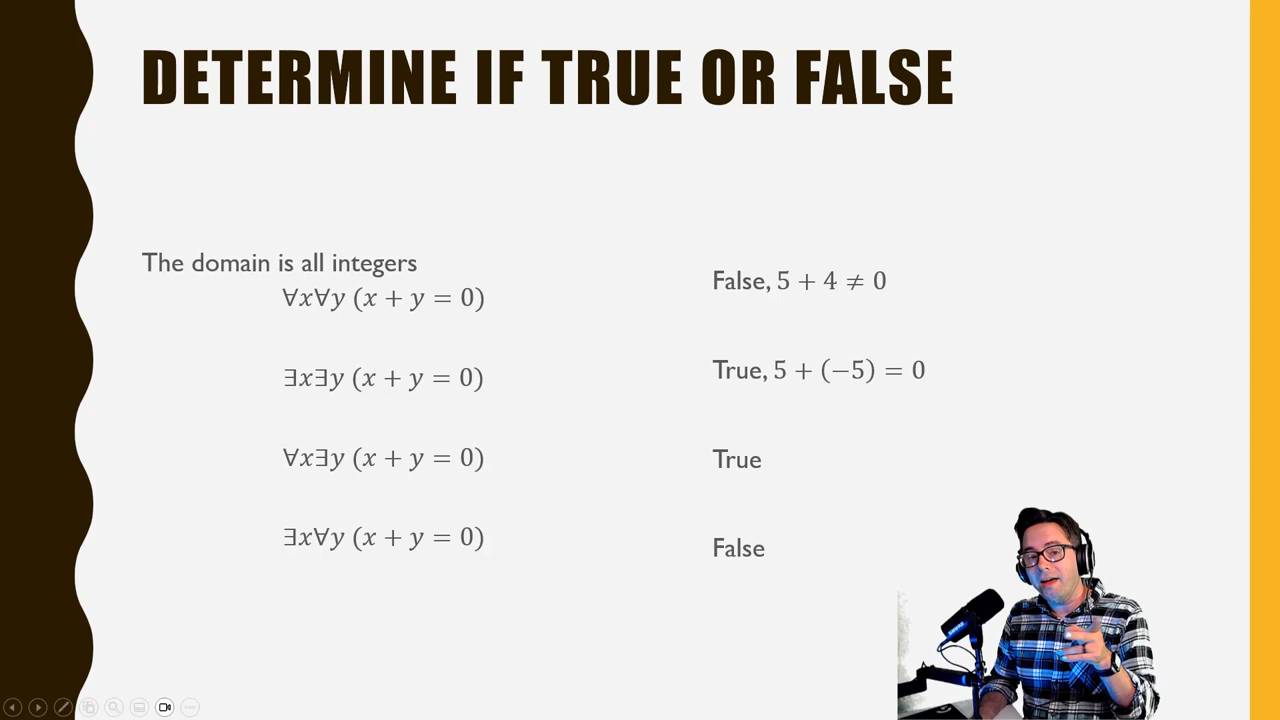 DETERMINE IF TRUE OR FALSE
The domain is all integers
∀x∀y (x + y = 0)
∃x∃y (x + y = 0)
∀x∃y (x + y = 0)
∃x∀y (x + y = 0)
False, 5 + 4 ≠ 0
True, 5 + (−5) = 0
True
False